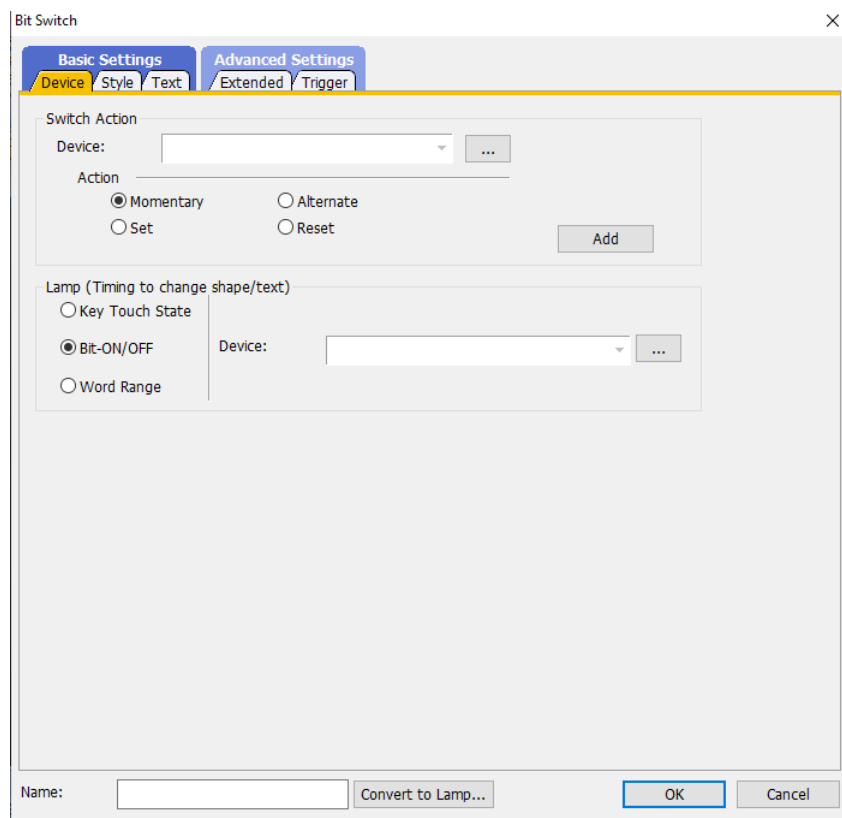 Bit Switch
Basic Settings
Advanced Settings
Device Style Text Extended Trigger
Switch Action
Device:
...
Action
Momentary Alternate
Set Reset
Add
Lamp (Timing to change shape/text)
Key Touch State
Bit-ON/OFF Device: ...
Word Range
Name: Convert to Lamp... OK Cancel